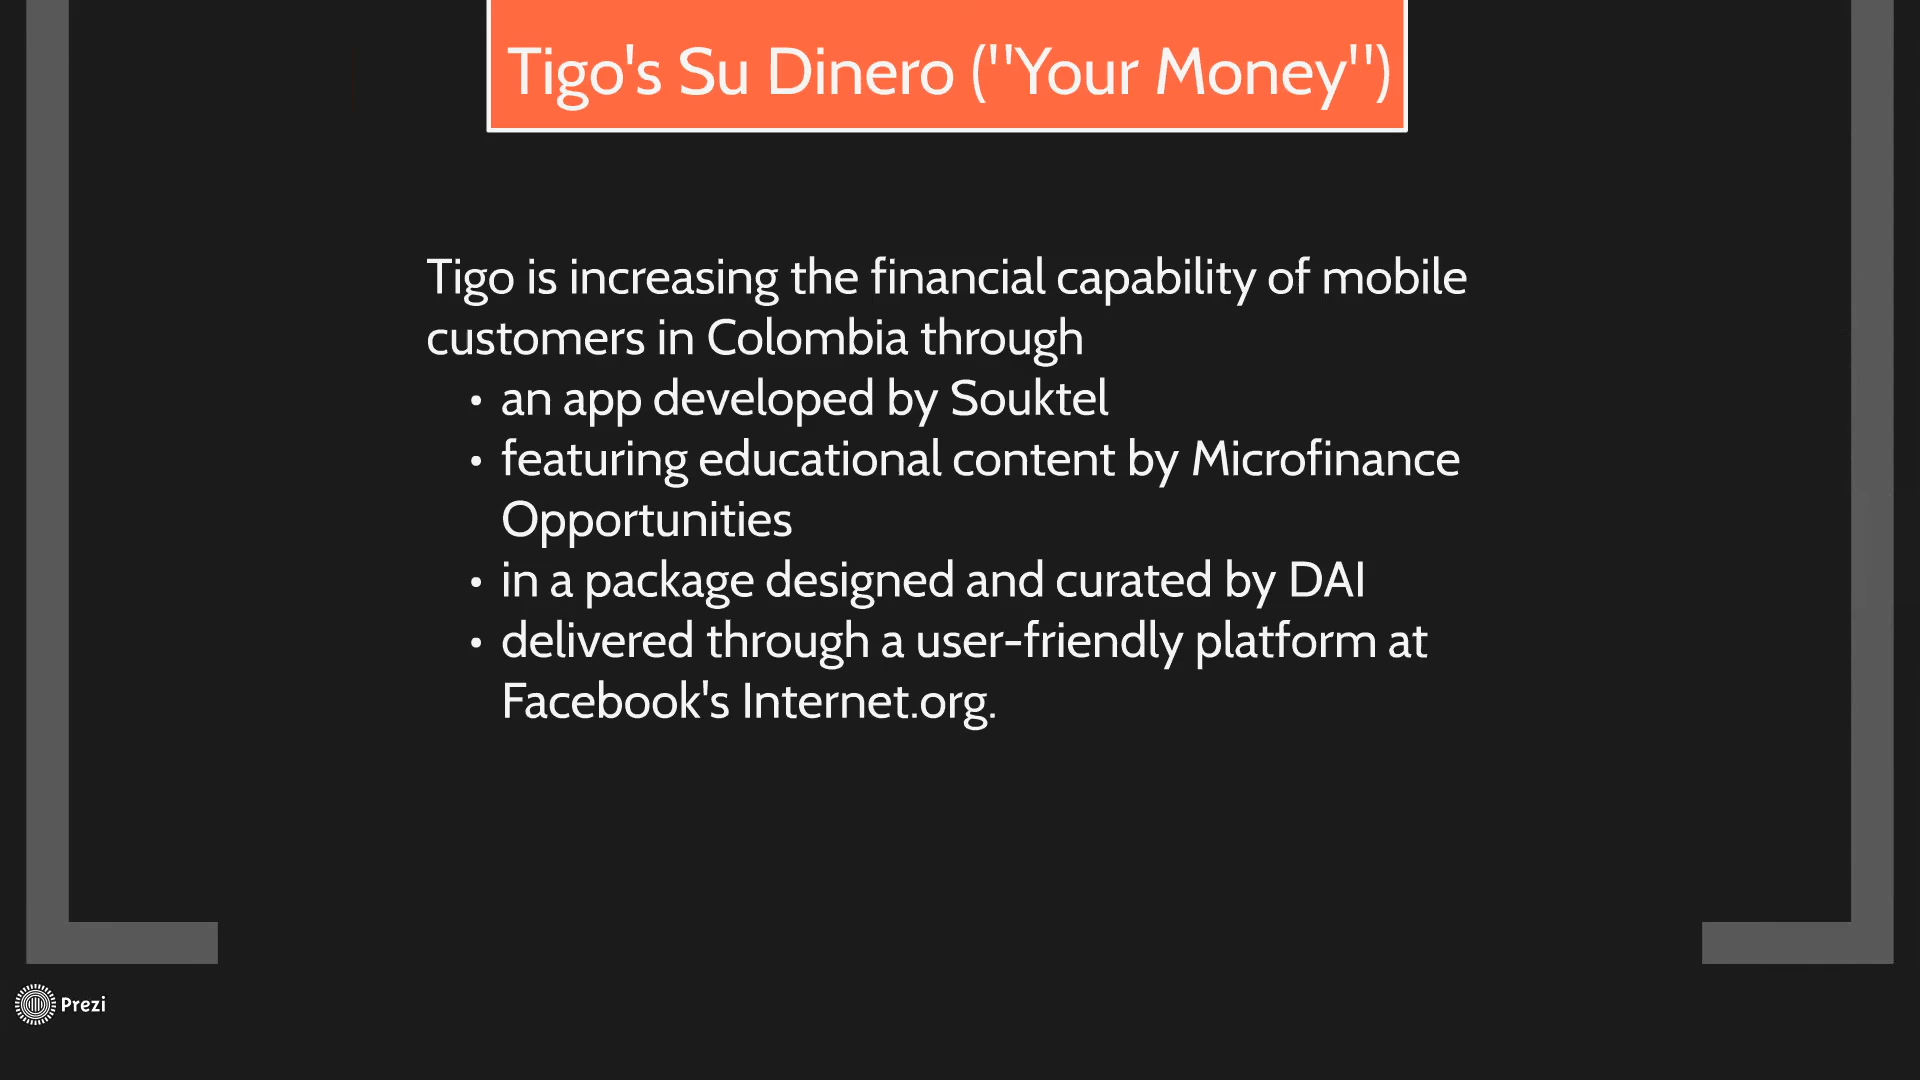 Tigo's Su Dinero ("Your Money")
Tigo is increasing the financial capability of mobile
customers in Colombia through
• an app developed by Souktel
• featuring educational content by Microfinance
Opportunities
• in a package designed and curated by DAI
• delivered through a user-friendly platform at
Facebook's Internet.org.
Prezi